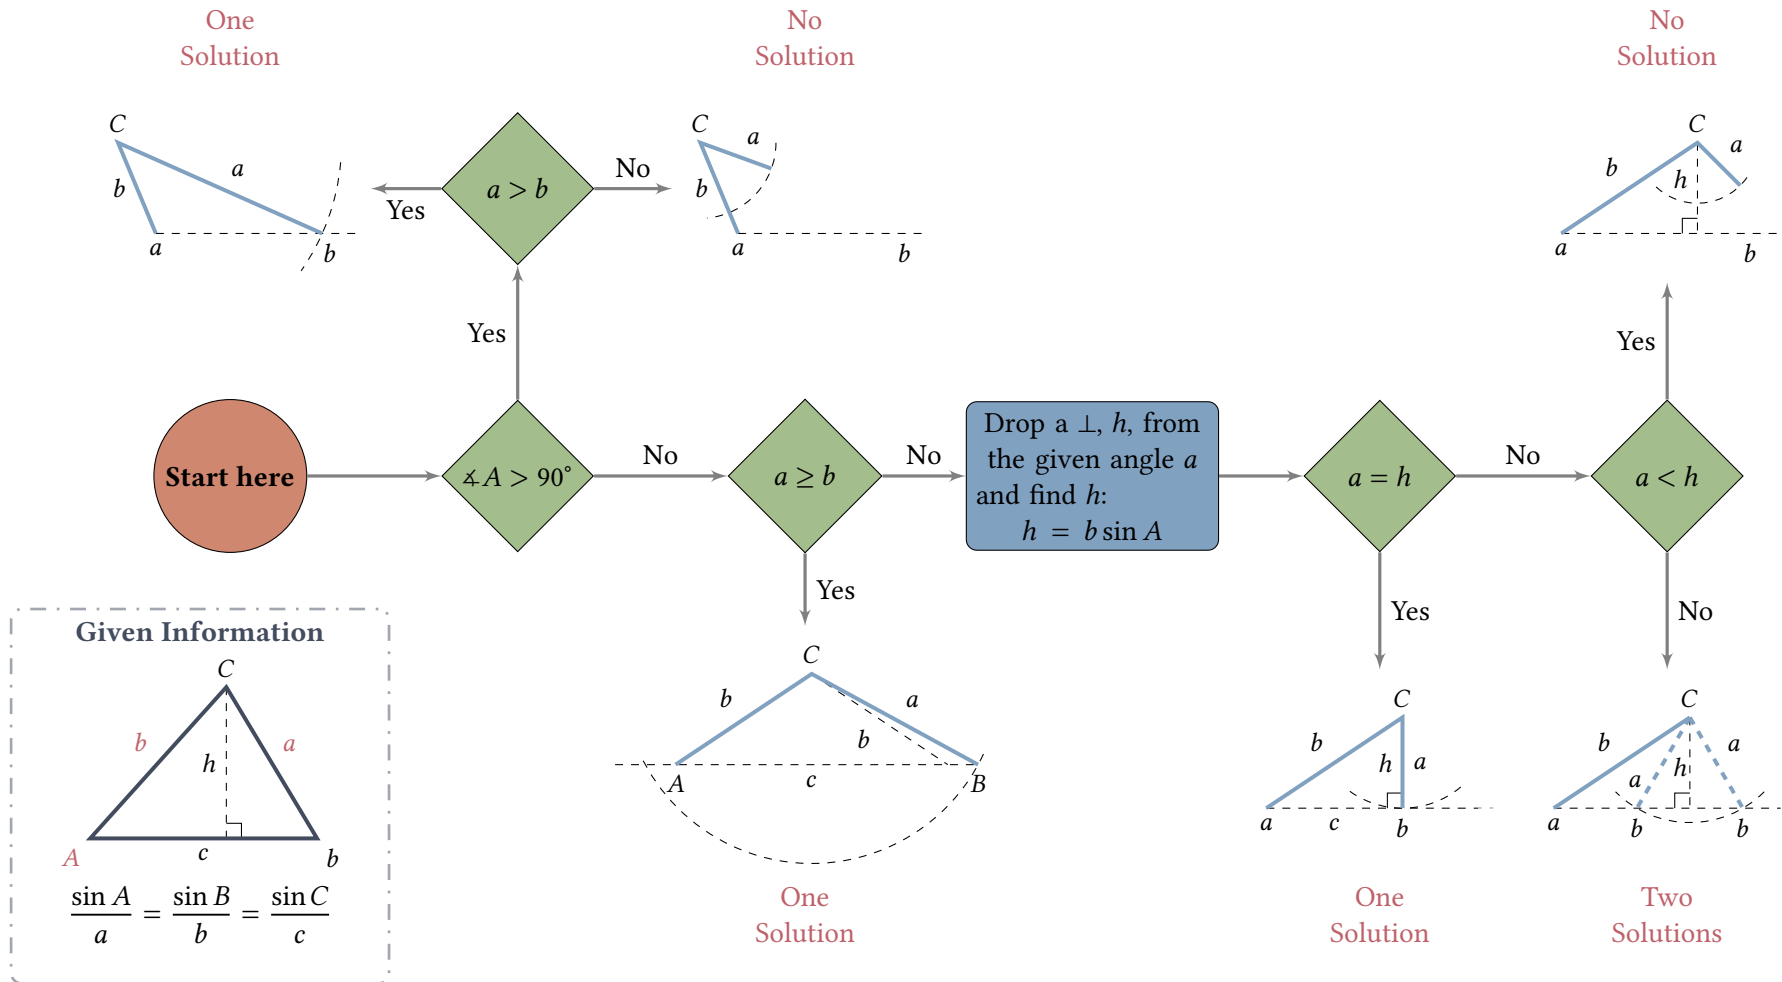 One
Solution
No
Solution
No
Solution
C
a
b
a
b
a > b
Yes
No
C
a
b
a
b
C
a
b
h
a
b
Yes
Yes
Start here
∡A > 90°
No
a ≥ b
No
Drop a ⊥, h, from
the given angle a
and find h:
h = b sin A
a = h
No
a < h
Yes
Yes
No
Given Information
C
b
a
h
A
c
b
sin A / a = sin B / b = sin C / c
C
b
a
b
A
c
B
One
Solution
C
b
h
a
a
c
b
One
Solution
C
b
a
a
h
a
b
b
Two
Solutions